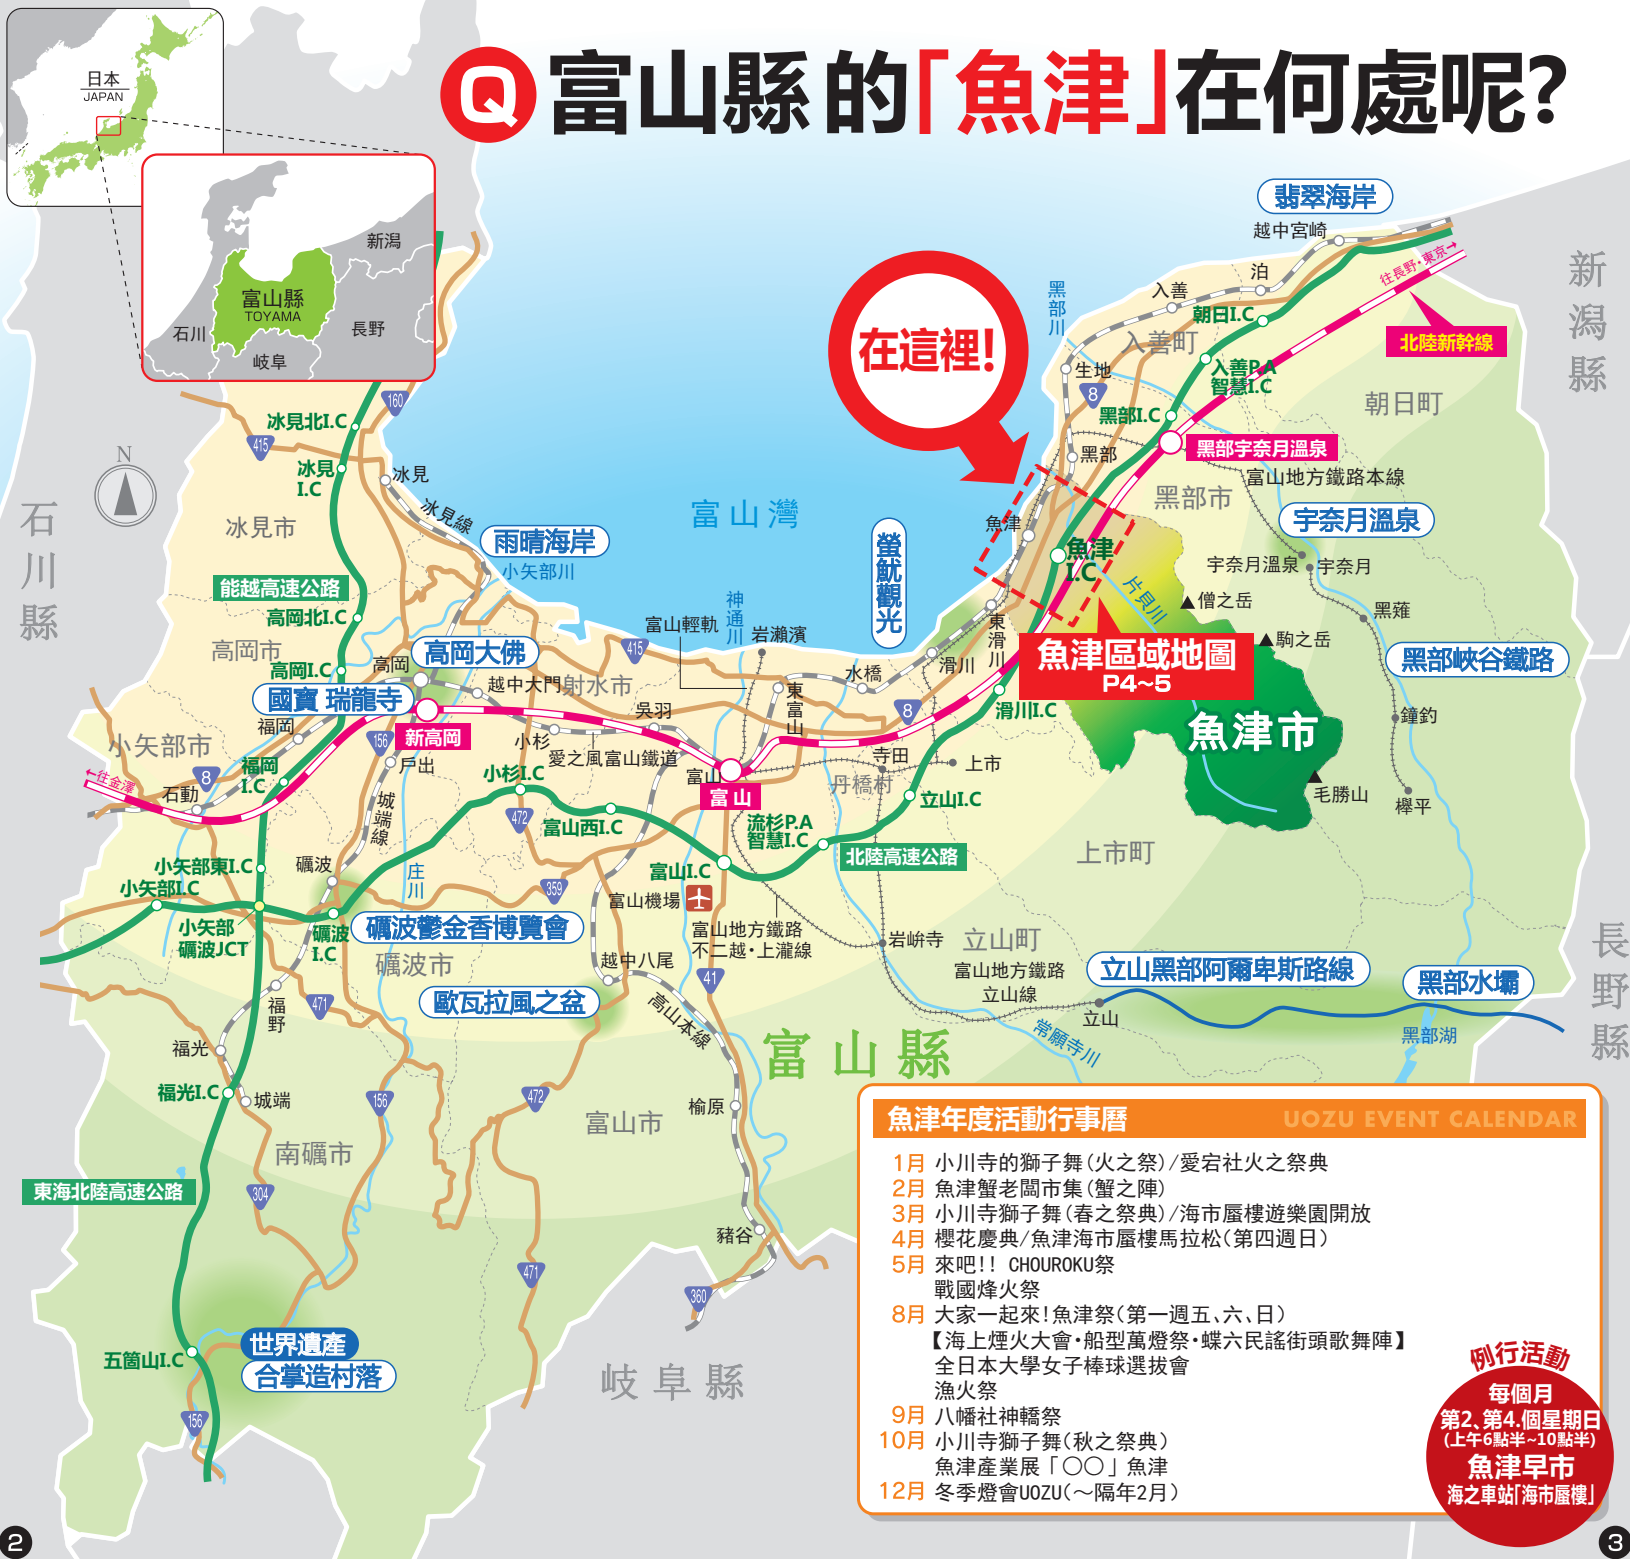 Q 富山縣的「魚津」在何處呢?
日本
JAPAN
新潟
富山縣
TOYAMA
石川
長野
岐阜
翡翠海岸
越中宮崎
往長野・東京→
泊
入善
朝日I.C
入善町
北陸新幹線
新潟縣
黑部川
在這裡!
生地
入善P.A
智慧I.C
朝日町
8
黑部I.C
黑部宇奈月溫泉
黑部
富山地方鐵路本線
黑部市
宇奈月溫泉
160
冰見北I.C
415
N
冰見
I.C
冰見
冰見線
冰見市
石川縣
富山灣
雨晴海岸
小矢部川
螢魷觀光
魚津
魚津
I.C
片貝川
宇奈月溫泉
宇奈月
僧之岳
黑薙
駒之岳
能越高速公路
高岡北I.C
高岡市
高岡I.C
高岡
高岡大佛
神通川
富山輕軌
岩瀨濱
415
東滑川
滑川
水橋
魚津區域地圖
P4~5
黑部峽谷鐵路
國寶 瑞龍寺
越中大門
射水市
東富山
8
滑川I.C
鐘釣
魚津市
福岡
小矢部市
156
新高岡
吳羽
小杉
愛之風富山鐵道
富山
富山
寺田
上市
丹橋村
毛勝山
欅平
←往金澤
8
石動
福岡
I.C
戶出
城端線
小杉I.C
472
富山西I.C
流杉P.A
智慧I.C
立山I.C
北陸高速公路
上市町
小矢部東I.C
小矢部I.C
礪波
庄川
359
富山I.C
富山機場
小矢部
礪波JCT
礪波
I.C
礪波鬱金香博覽會
富山地方鐵路
不二越・上瀧線
岩峅寺
立山町
長野縣
礪波市
越中八尾
41
富山地方鐵路
立山線
立山黑部阿爾卑斯路線
黑部水壩
歐瓦拉風之盆
471
福野
高山本線
立山
常願寺川
黑部湖
福光
富山縣
福光I.C
城端
156
472
富山市
榆原
南礪市
東海北陸高速公路
304
豬谷
471
360
五箇山I.C
世界遺產
合掌造村落
156
岐阜縣
魚津年度活動行事曆 UOZU EVENT CALENDAR
1月 小川寺的獅子舞(火之祭)/愛宕社火之祭典
2月 魚津蟹老闆市集(蟹之陣)
3月 小川寺獅子舞(春之祭典)/海市蜃樓遊樂園開放
4月 櫻花慶典/魚津海市蜃樓馬拉松(第四週日)
5月 來吧!! CHOUROKU祭
戰國烽火祭
8月 大家一起來!魚津祭(第一週五、六、日)
【海上煙火大會・船型萬燈祭・蝶六民謠街頭歌舞陣】
全日本大學女子棒球選拔會
漁火祭
9月 八幡社神轎祭
10月 小川寺獅子舞(秋之祭典)
魚津產業展「○○」魚津
12月 冬季燈會UOZU(～隔年2月)
例行活動
每個月
第2、第4.個星期日
(上午6點半~10點半)
魚津早市
海之車站「海市蜃樓」
2
3